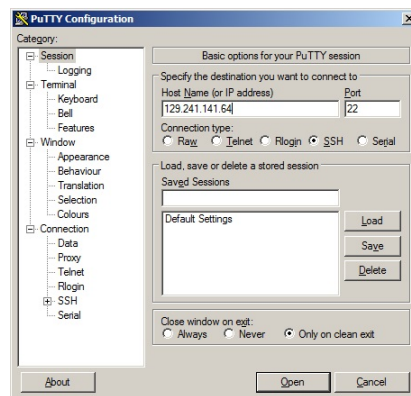 PuTTY Configuration
Category:
Session
Logging
Terminal
Keyboard
Bell
Features
Window
Appearance
Behaviour
Translation
Selection
Colours
Connection
Data
Proxy
Telnet
Rlogin
SSH
Serial
Basic options for your PuTTY session
Specify the destination you want to connect to
Host Name (or IP address) Port
129.241.141.64 22
Connection type:
Raw Telnet Rlogin SSH Serial
Load, save or delete a stored session
Saved Sessions
Default Settings
Load
Save
Delete
Close window on exit:
Always Never Only on clean exit
About Open Cancel